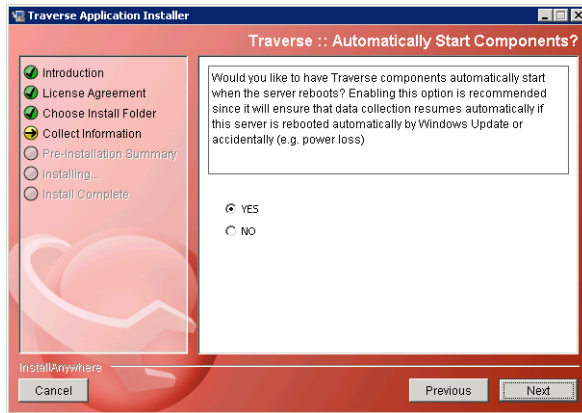 Traverse Application Installer
Traverse :: Automatically Start Components?
Introduction
License Agreement
Choose Install Folder
Collect Information
Pre-Installation Summary
Installing...
Install Complete
Would you like to have Traverse components automatically start
when the server reboots? Enabling this option is recommended
since it will ensure that data collection resumes automatically if
this server is rebooted automatically by Windows Update or
accidentally (e.g. power loss)
YES
NO
InstallAnywhere
Cancel
Previous
Next